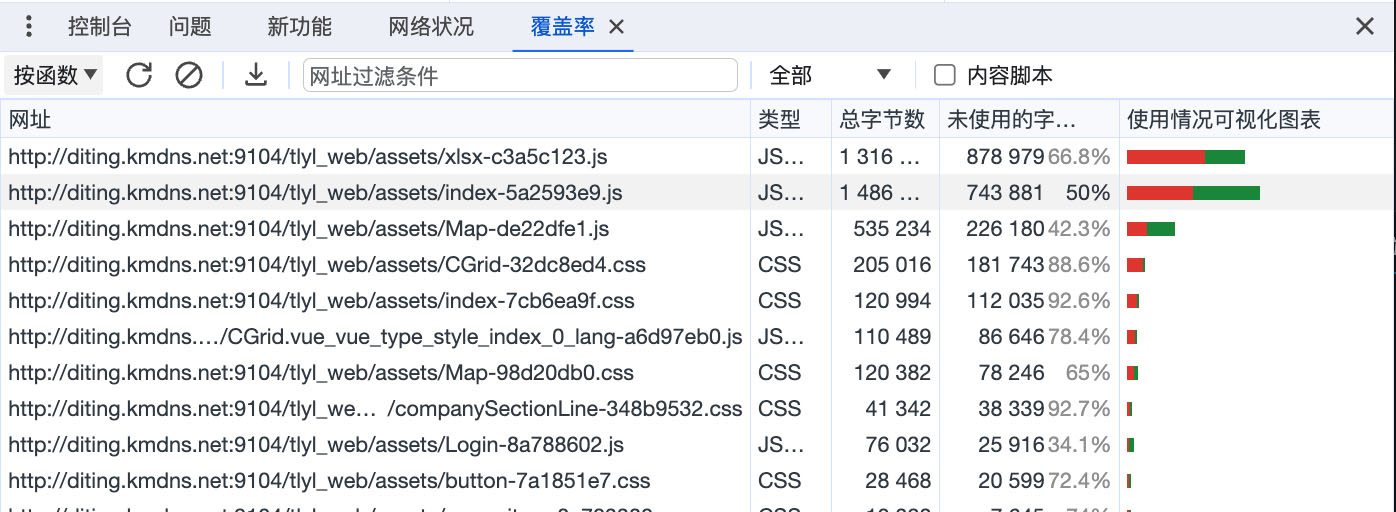 控制台 问题 新功能 网络状况 覆盖率
按函数 网址过滤条件 全部 内容脚本
网址 类型 总字节数 未使用的字… 使用情况可视化图表
http://diting.kmdns.net:9104/tlyl_web/assets/xlsx-c3a5c123.js JS… 1 316 … 878 979 66.8%
http://diting.kmdns.net:9104/tlyl_web/assets/index-5a2593e9.js JS… 1 486 … 743 881 50%
http://diting.kmdns.net:9104/tlyl_web/assets/Map-de22dfe1.js JS… 535 234 226 180 42.3%
http://diting.kmdns.net:9104/tlyl_web/assets/CGrid-32dc8ed4.css CSS 205 016 181 743 88.6%
http://diting.kmdns.net:9104/tlyl_web/assets/index-7cb6ea9f.css CSS 120 994 112 035 92.6%
http://diting.kmdns.…/CGrid.vue_vue_type_style_index_0_lang-a6d97eb0.js JS… 110 489 86 646 78.4%
http://diting.kmdns.net:9104/tlyl_web/assets/Map-98d20db0.css CSS 120 382 78 246 65%
http://diting.kmdns.net:9104/tlyl_we… /companySectionLine-348b9532.css CSS 41 342 38 339 92.7%
http://diting.kmdns.net:9104/tlyl_web/assets/Login-8a788602.js JS… 76 032 25 916 34.1%
http://diting.kmdns.net:9104/tlyl_web/assets/button-7a1851e7.css CSS 28 468 20 599 72.4%